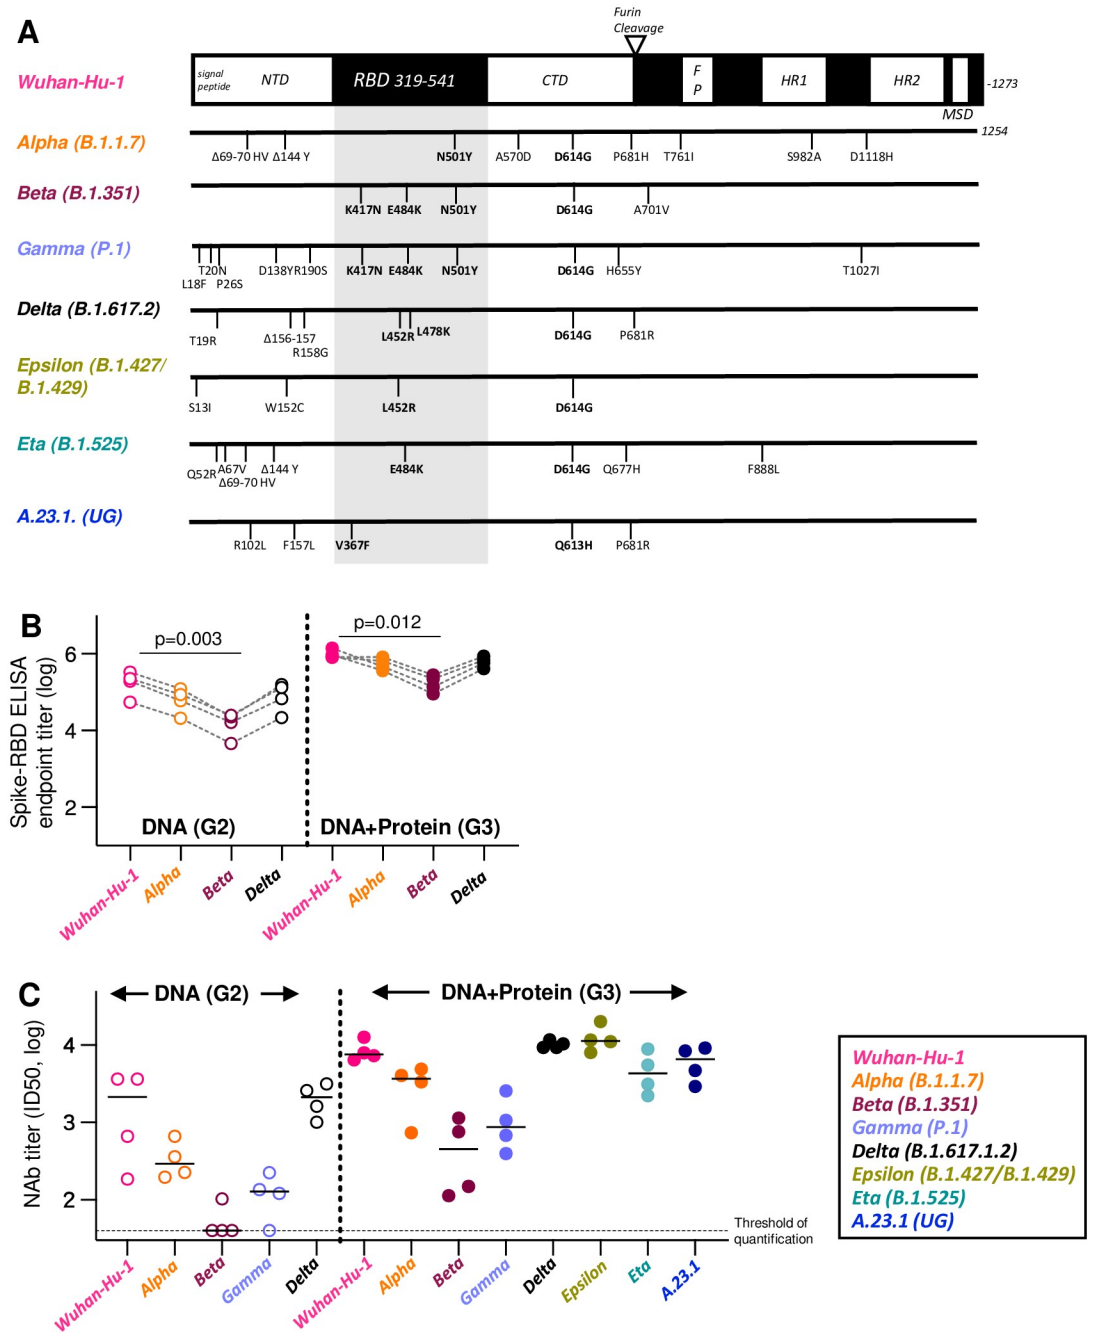 A
Furin
Cleavage
Wuhan-Hu-1
signal
peptide
NTD
RBD 319-541
CTD
F
P
HR1
HR2
-1273
MSD
1254
Alpha (B.1.1.7)
Δ69-70 HV Δ144 Y N501Y A570D D614G P681H T761I S982A D1118H
Beta (B.1.351)
K417N E484K N501Y D614G A701V
Gamma (P.1)
T20N D138Y R190S K417N E484K N501Y D614G H655Y T1027I
L18F P26S
Delta (B.1.617.2)
T19R Δ156-157 L452R L478K D614G P681R
R158G
Epsilon (B.1.427/
B.1.429)
S13I W152C L452R D614G
Eta (B.1.525)
Q52R A67V Δ144 Y E484K D614G Q677H F888L
Δ69-70 HV
A.23.1. (UG)
R102L F157L V367F Q613H P681R
B
Spike-RBD ELISA
endpoint titer (log)
6
4
2
p=0.003
p=0.012
DNA (G2)
DNA+Protein (G3)
Wuhan-Hu-1 Alpha Beta Delta Wuhan-Hu-1 Alpha Beta Delta
C
NAb titer (ID50, log)
4
3
2
DNA (G2)
DNA+Protein (G3)
Threshold of
quantification
Wuhan-Hu-1 Alpha Beta Gamma Delta Wuhan-Hu-1 Alpha Beta Gamma Delta Epsilon Eta A.23.1
Wuhan-Hu-1
Alpha (B.1.1.7)
Beta (B.1.351)
Gamma (P.1)
Delta (B.1.617.1.2)
Epsilon (B.1.427/B.1.429)
Eta (B.1.525)
A.23.1 (UG)